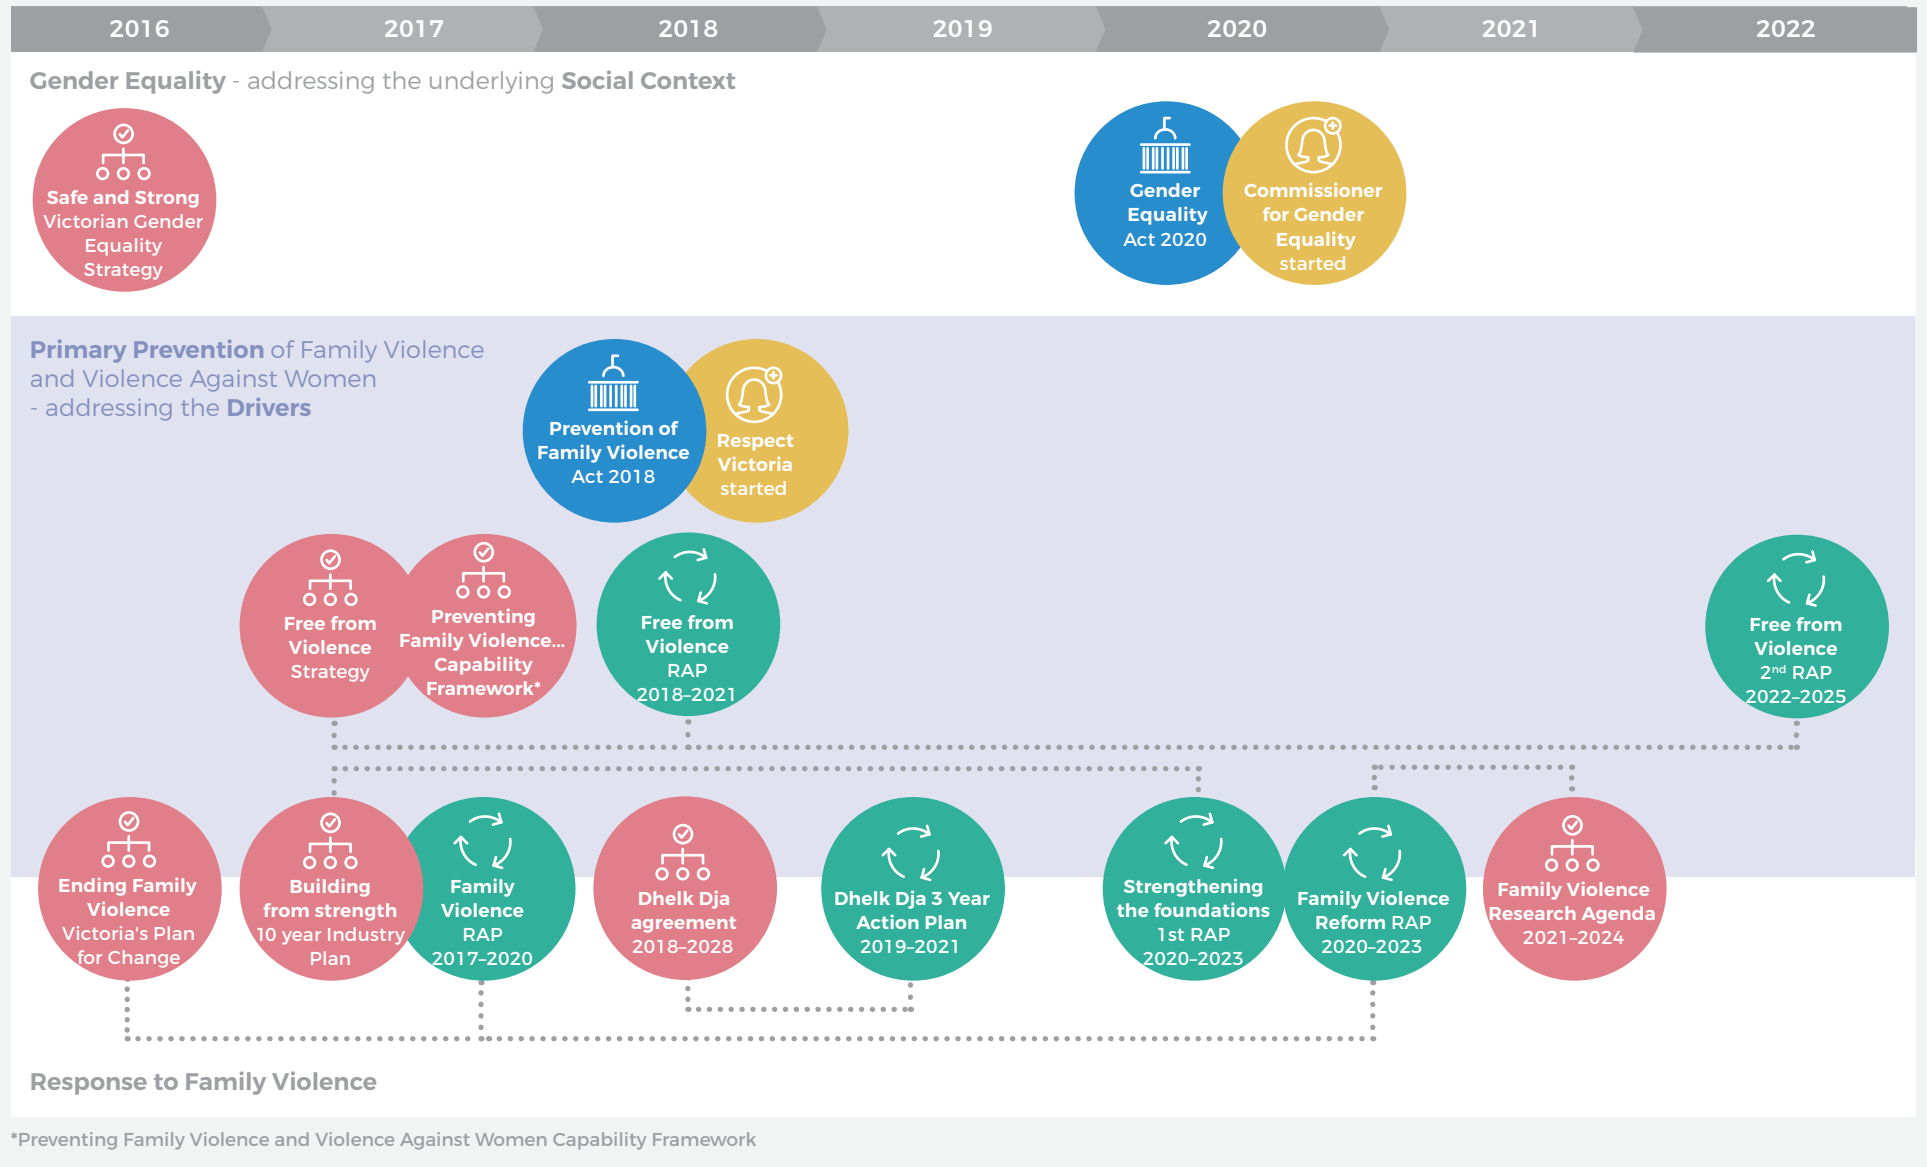 2016
2017
2018
2019
2020
2021
2022
Gender Equality - addressing the underlying Social Context
Safe and Strong
Victorian Gender
Equality
Strategy
Gender
Equality
Act 2020
Commissioner
for Gender
Equality
started
Primary Prevention of Family Violence
and Violence Against Women
- addressing the Drivers
Prevention of
Family Violence
Act 2018
Respect
Victoria
started
Free from
Violence
Strategy
Preventing
Family Violence...
Capability
Framework*
Free from
Violence
RAP
2018–2021
Free from
Violence
2nd RAP
2022–2025
Ending Family
Violence
Victoria's Plan
for Change
Building
from strength
10 year Industry
Plan
Family
Violence
RAP
2017–2020
Dhelk Dja
agreement
2018–2028
Dhelk Dja 3 Year
Action Plan
2019–2021
Strengthening
the foundations
1st RAP
2020–2023
Family Violence
Reform RAP
2020–2023
Family Violence
Research Agenda
2021–2024
Response to Family Violence
*Preventing Family Violence and Violence Against Women Capability Framework